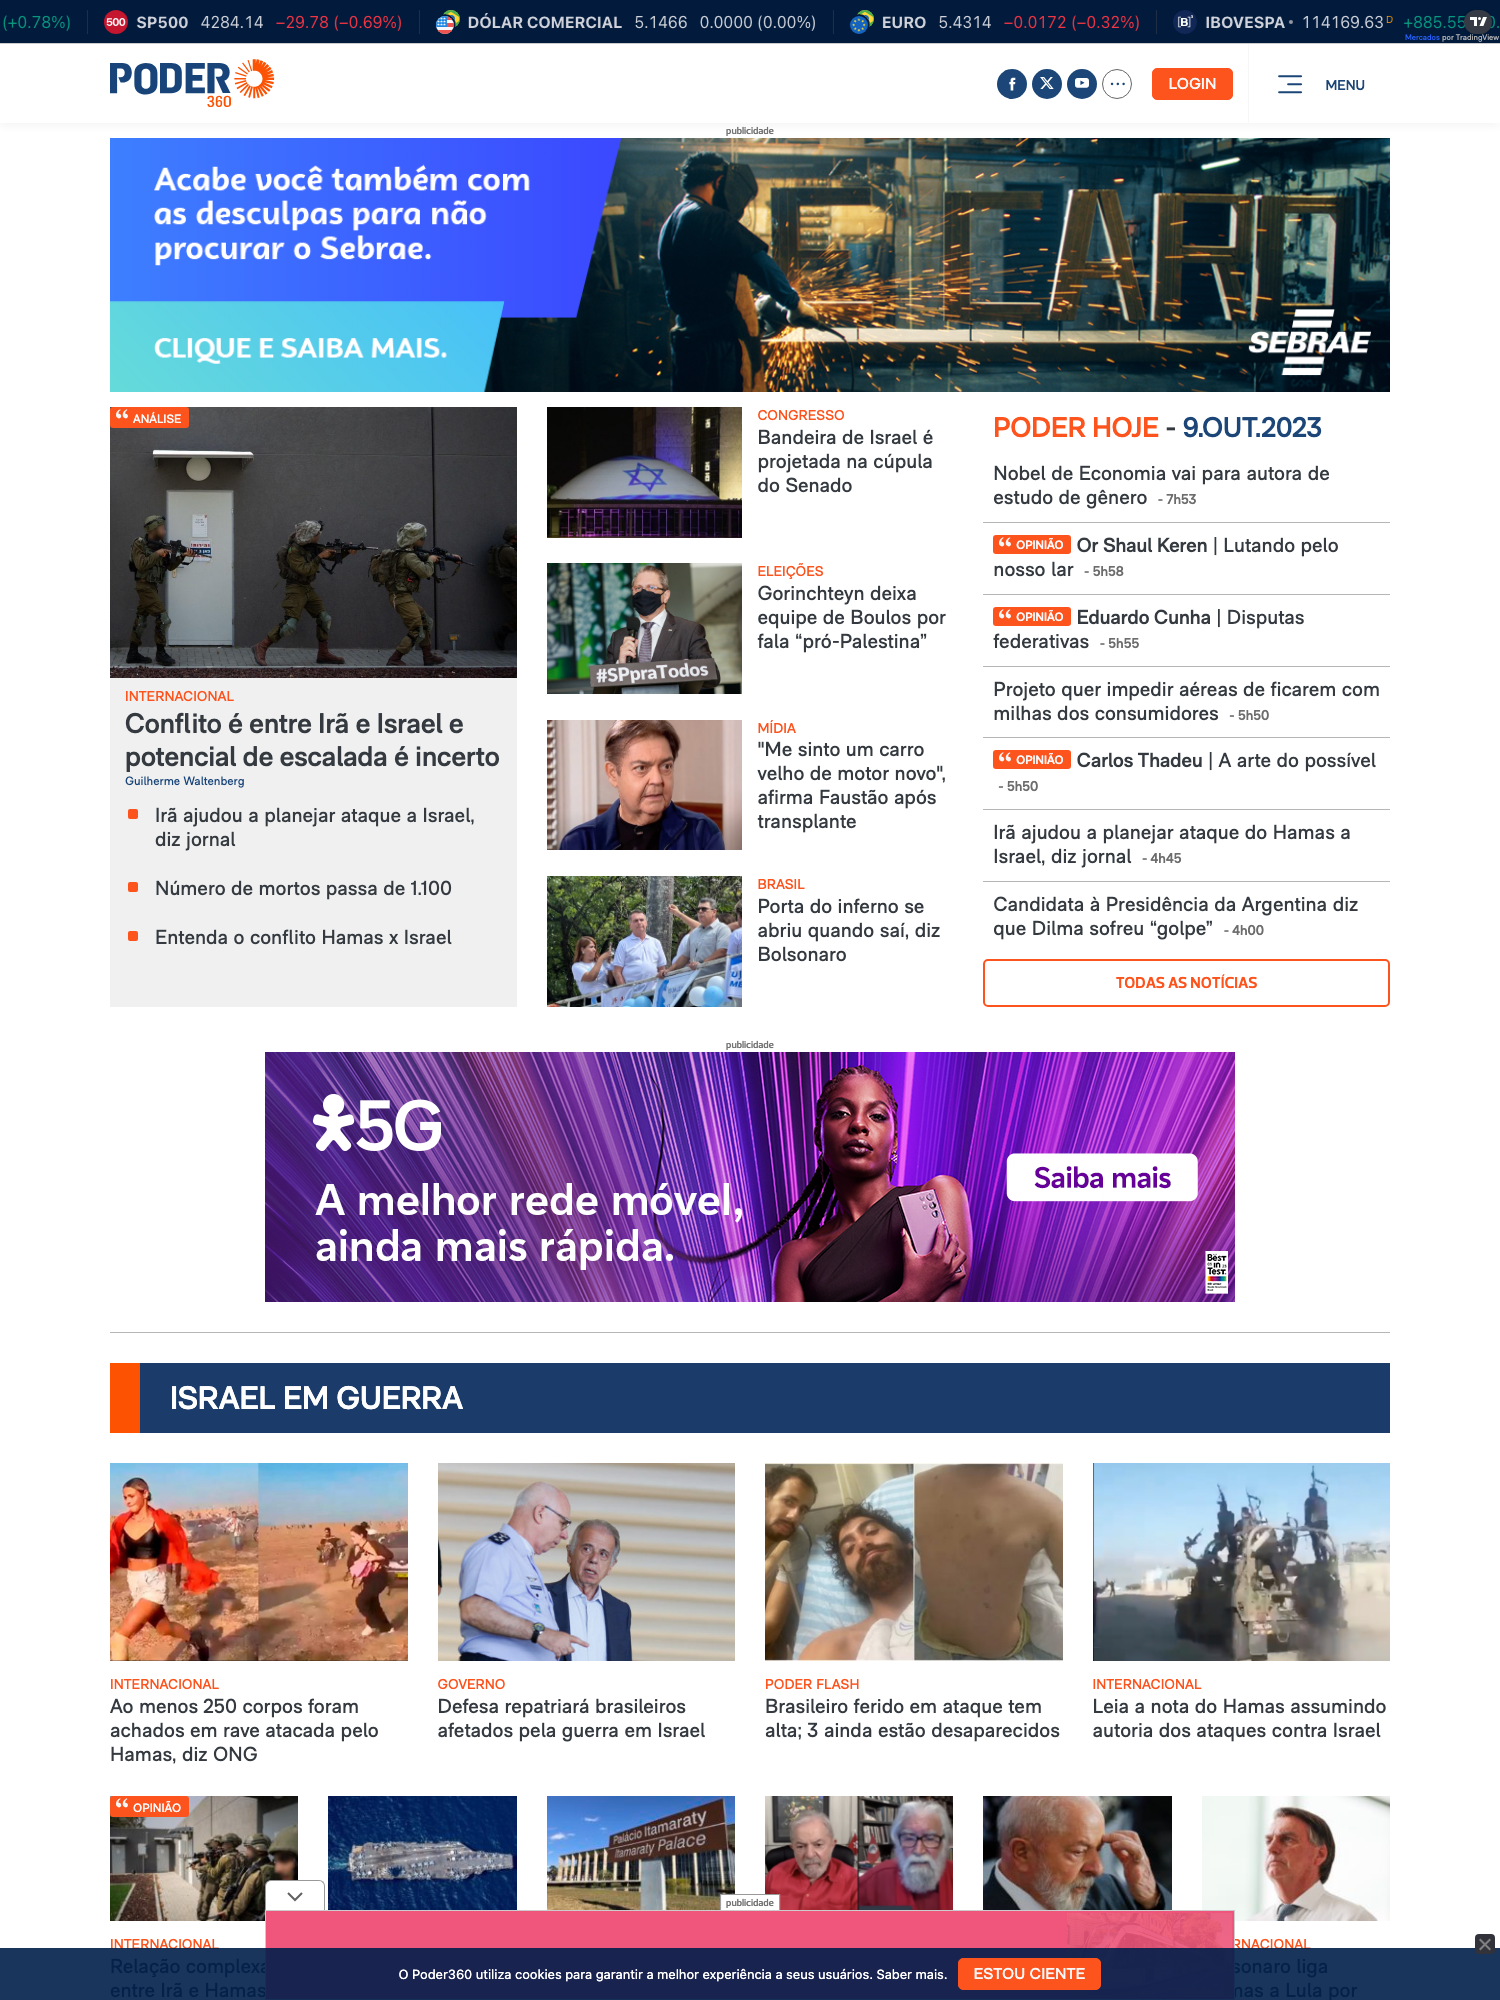 (+0.78%)
500 SP500 4284.14 −29.78 (−0.69%)
DÓLAR COMERCIAL 5.1466 0.0000 (0.00%)
EURO 5.4314 −0.0172 (−0.32%)
[B] IBOVESPA 114169.63 D +885.55
Mercados por TradingView
PODER
360
LOGIN
MENU
publicidade
Acabe você também com
as desculpas para não
procurar o Sebrae.
CLIQUE E SAIBA MAIS.
SEBRAE
ANÁLISE
INTERNACIONAL
Conflito é entre Irã e Israel e
potencial de escalada é incerto
Guilherme Waltenberg
Irã ajudou a planejar ataque a Israel,
diz jornal
Número de mortos passa de 1.100
Entenda o conflito Hamas x Israel
CONGRESSO
Bandeira de Israel é
projetada na cúpula
do Senado
#SPpraTodos
ELEIÇÕES
Gorinchteyn deixa
equipe de Boulos por
fala “pró-Palestina”
MÍDIA
"Me sinto um carro
velho de motor novo",
afirma Faustão após
transplante
BRASIL
Porta do inferno se
abriu quando saí, diz
Bolsonaro
PODER HOJE - 9.OUT.2023
Nobel de Economia vai para autora de
estudo de gênero - 7h53
OPINIÃO Or Shaul Keren | Lutando pelo
nosso lar - 5h58
OPINIÃO Eduardo Cunha | Disputas
federativas - 5h55
Projeto quer impedir aéreas de ficarem com
milhas dos consumidores - 5h50
OPINIÃO Carlos Thadeu | A arte do possível
- 5h50
Irã ajudou a planejar ataque do Hamas a
Israel, diz jornal - 4h45
Candidata à Presidência da Argentina diz
que Dilma sofreu “golpe” - 4h00
TODAS AS NOTÍCIAS
publicidade
5G
A melhor rede móvel,
ainda mais rápida.
Saiba mais
Best
in
Test
ISRAEL EM GUERRA
INTERNACIONAL
Ao menos 250 corpos foram
achados em rave atacada pelo
Hamas, diz ONG
GOVERNO
Defesa repatriará brasileiros
afetados pela guerra em Israel
PODER FLASH
Brasileiro ferido em ataque tem
alta; 3 ainda estão desaparecidos
INTERNACIONAL
Leia a nota do Hamas assumindo
autoria dos ataques contra Israel
OPINIÃO
Palácio Itamaraty
Itamaraty Palace
publicidade
INTERNACIONAL
Relação complexa
entre Irã e Hamas
RNACIONAL
sonaro liga
mas a Lula por
O Poder360 utiliza cookies para garantir a melhor experiência a seus usuários. Saber mais.
ESTOU CIENTE